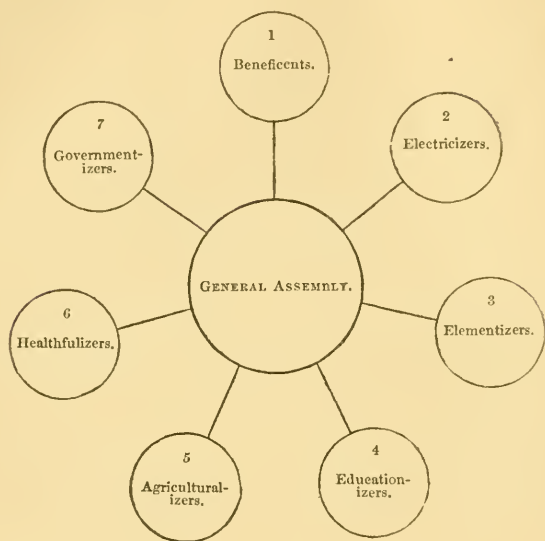 1
Beneficents.
2
Electricizers.
3
Elementizers.
4
Education-
izers.
5
Agricultural-
izers.
6
Healthfulizers.
7
Government-
izers.
GENERAL ASSEMBLY.